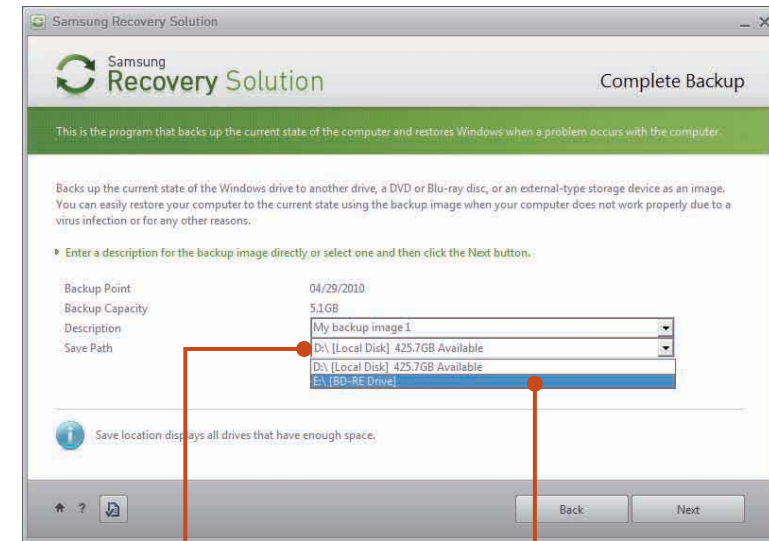 Samsung Recovery Solution
Samsung
Recovery Solution
Complete Backup
This is the program that backs up the current state of the computer and restores Windows when a problem occurs with the computer.
Backs up the current state of the Windows drive to another drive, a DVD or Blu-ray disc, or an external-type storage device as an image.
You can easily restore your computer to the current state using the backup image when your computer does not work properly due to a
virus infection or for any other reasons.
Enter a description for the backup image directly or select one and then click the Next button.
Backup Point 04/29/2010
Backup Capacity 5.1GB
Description My backup image 1
Save Path D:\ [Local Disk] 425.7GB Available
D:\ [Local Disk] 425.7GB Available
E:\ [BD-RE Drive]
Save location displays all drives that have enough space.
?
Back Next